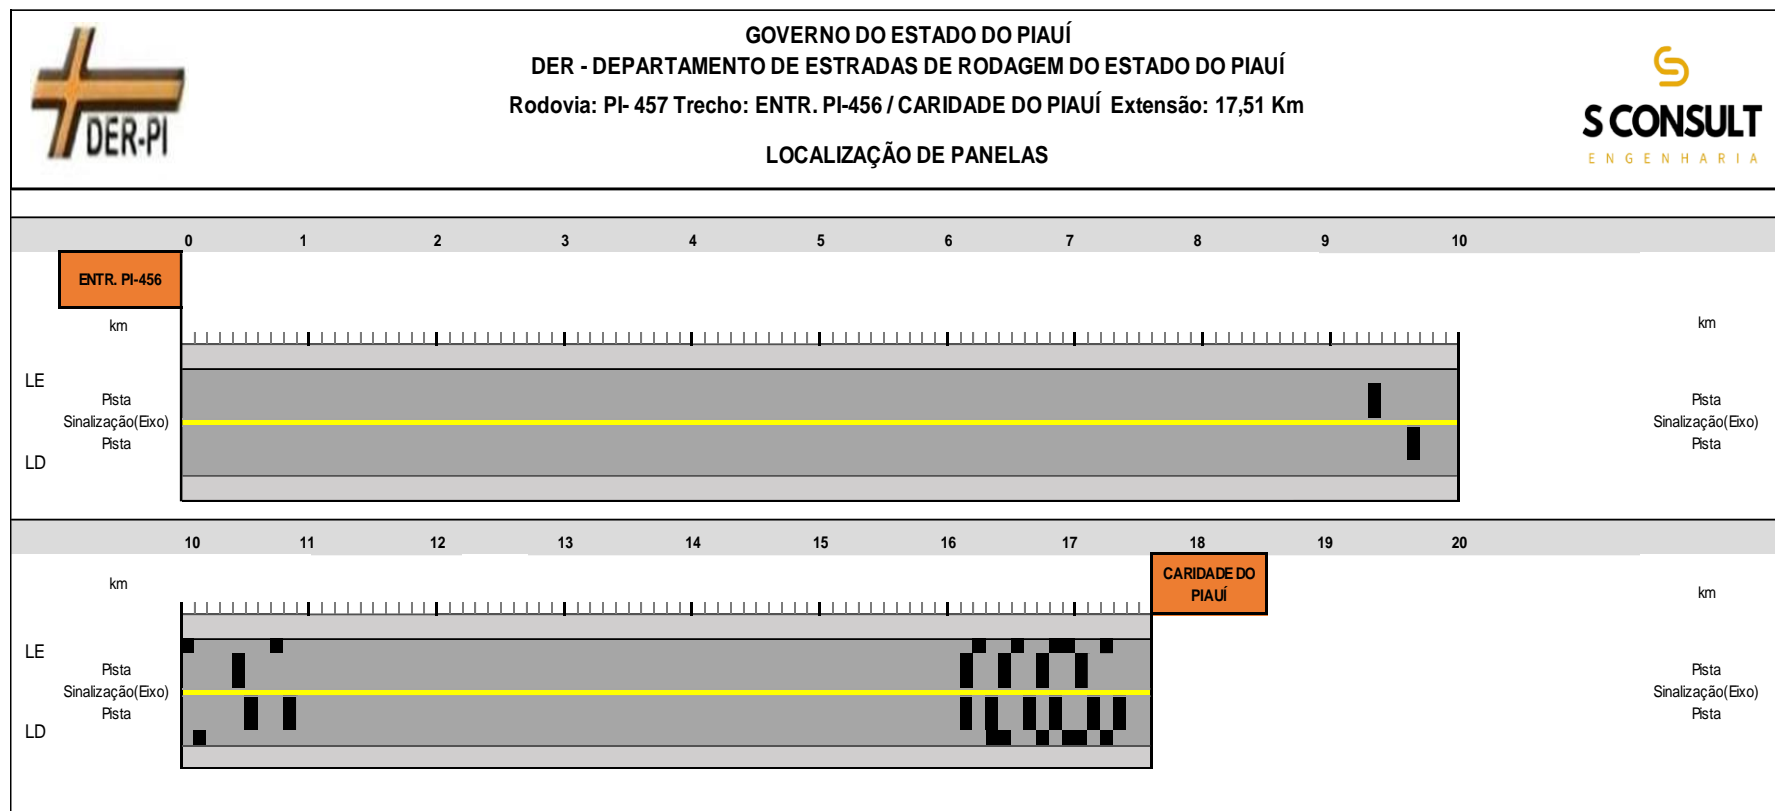 GOVERNO DO ESTADO DO PIAUÍ
DER - DEPARTAMENTO DE ESTRADAS DE RODAGEM DO ESTADO DO PIAUÍ
Rodovia: PI- 457 Trecho: ENTR. PI-456 / CARIDADE DO PIAUÍ Extensão: 17,51 Km
LOCALIZAÇÃO DE PANELAS
DER-PI
S CONSULT
ENGENHARIA
0 1 2 3 4 5 6 7 8 9 10
ENTR. PI-456
km km
LE
Pista Pista
Sinalização(Eixo) Sinalização(Eixo)
Pista Pista
LD
10 11 12 13 14 15 16 17 18 19 20
CARIDADE DO
PIAUÍ
km km
LE
Pista Pista
Sinalização(Eixo) Sinalização(Eixo)
Pista Pista
LD